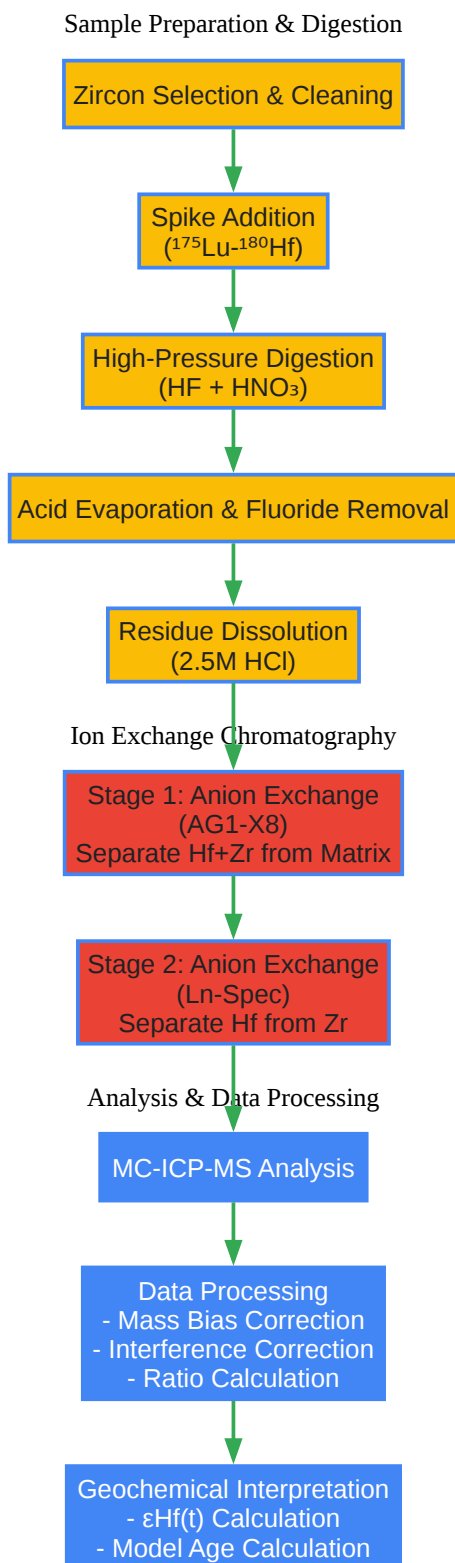 Sample Preparation & Digestion
Zircon Selection & Cleaning
Spike Addition
(¹⁷⁵Lu-¹⁸⁰Hf)
High-Pressure Digestion
(HF + HNO₃)
Acid Evaporation & Fluoride Removal
Residue Dissolution
(2.5M HCl)
Ion Exchange Chromatography
Stage 1: Anion Exchange
(AG1-X8)
Separate Hf+Zr from Matrix
Stage 2: Anion Exchange
(Ln-Spec)
Separate Hf from Zr
Analysis & Data Processing
MC-ICP-MS Analysis
Data Processing
- Mass Bias Correction
- Interference Correction
- Ratio Calculation
Geochemical Interpretation
- εHf(t) Calculation
- Model Age Calculation